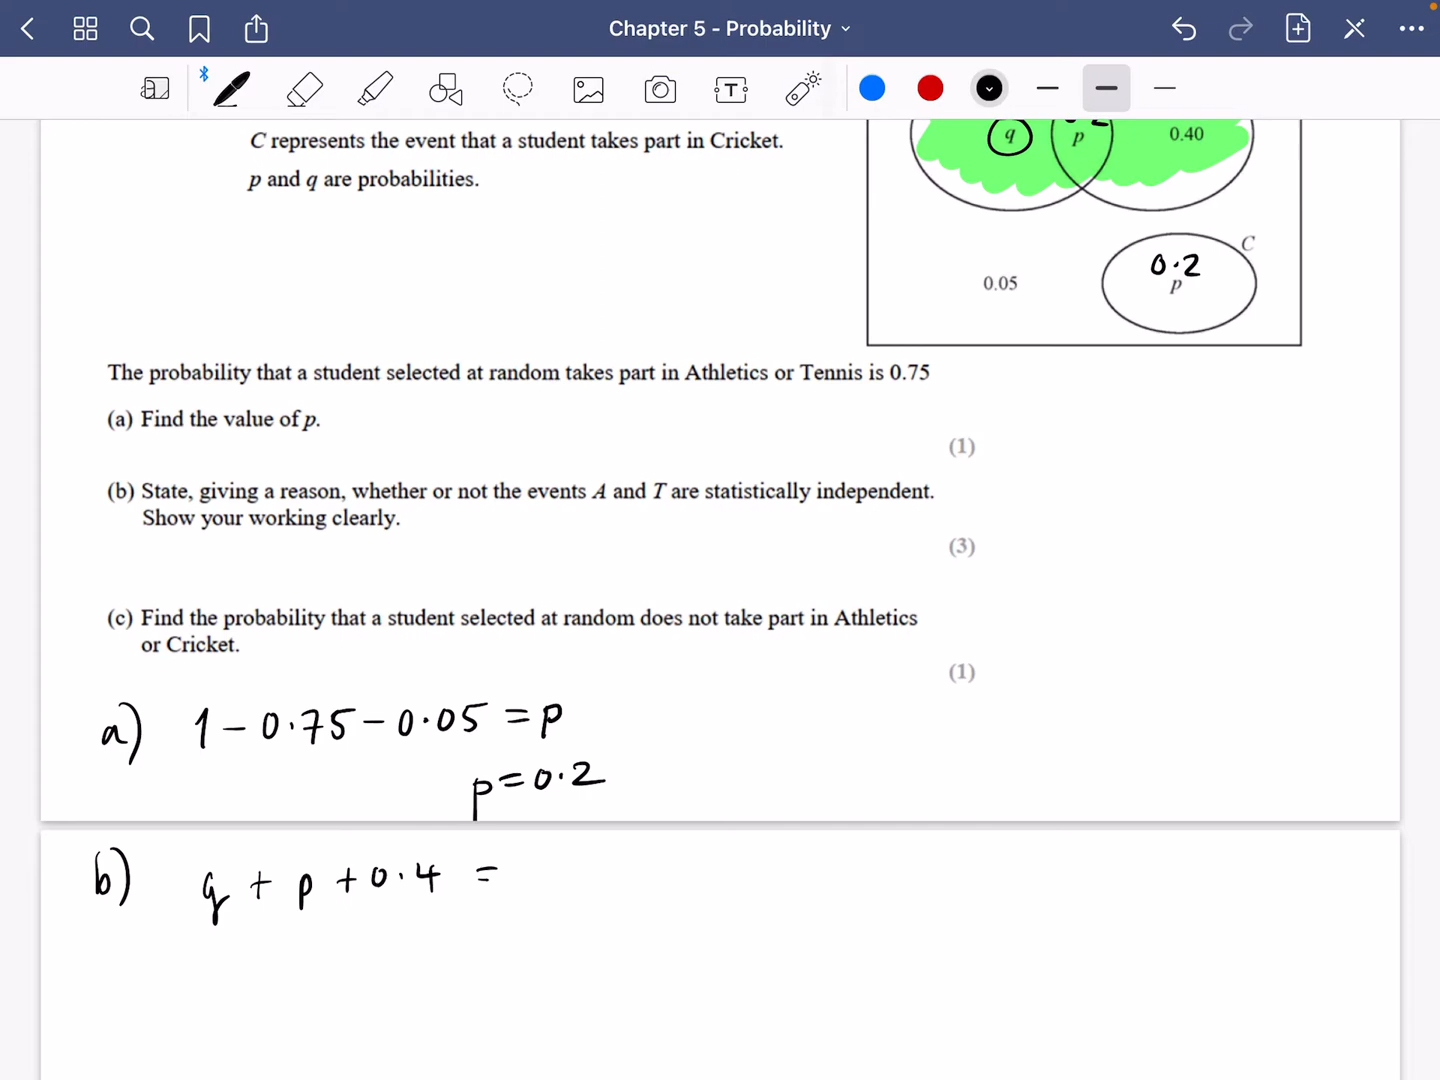 Chapter 5 - Probability
T
C represents the event that a student takes part in Cricket.
p and q are probabilities.
q p 0.40
C
0.2
0.05
p
The probability that a student selected at random takes part in Athletics or Tennis is 0.75
(a) Find the value of p.
(1)
(b) State, giving a reason, whether or not the events A and T are statistically independent.
Show your working clearly.
(3)
(c) Find the probability that a student selected at random does not take part in Athletics
or Cricket.
(1)
a) 1 - 0.75 - 0.05 = p
p = 0.2
b) q + p + 0.4 =